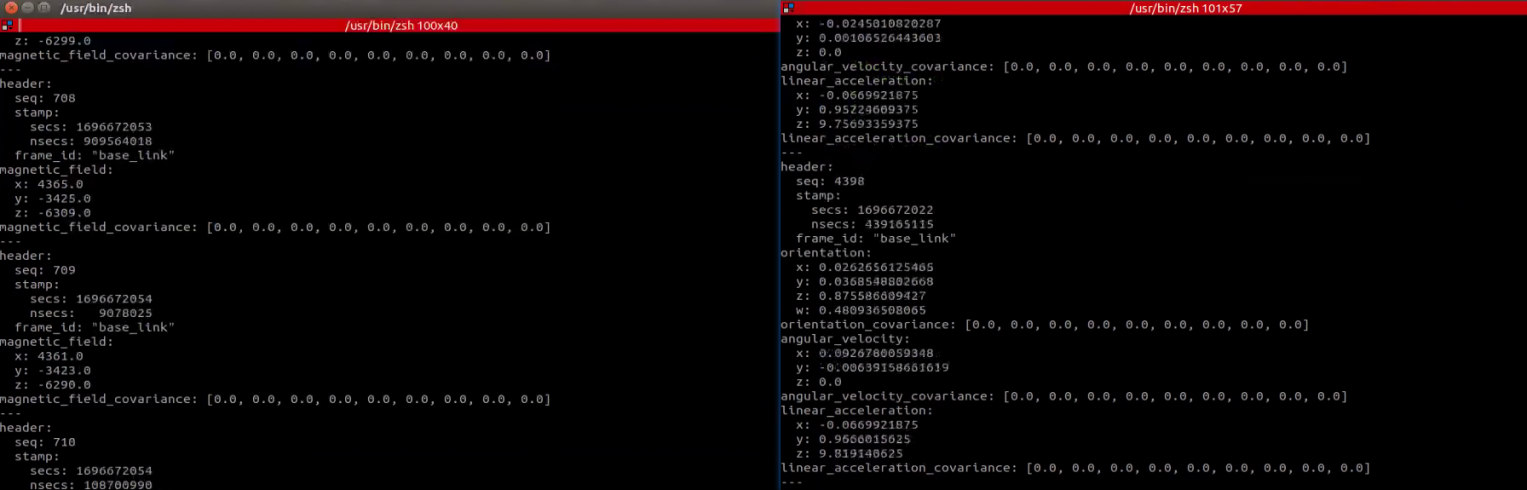 /usr/bin/zsh
/usr/bin/zsh 100x40
z: -6299.0
magnetic_field_covariance: [0.0, 0.0, 0.0, 0.0, 0.0, 0.0, 0.0, 0.0, 0.0]
---
header:
seq: 708
stamp:
secs: 1696672053
nsecs: 909564018
frame_id: "base_link"
magnetic_field:
x: 4365.0
y: -3425.0
z: -6309.0
magnetic_field_covariance: [0.0, 0.0, 0.0, 0.0, 0.0, 0.0, 0.0, 0.0, 0.0]
---
header:
seq: 709
stamp:
secs: 1696672054
nsecs:   9078025
frame_id: "base_link"
magnetic_field:
x: 4361.0
y: -3423.0
z: -6290.0
magnetic_field_covariance: [0.0, 0.0, 0.0, 0.0, 0.0, 0.0, 0.0, 0.0, 0.0]
---
header:
seq: 710
stamp:
secs: 1696672054
nsecs: 108700990
/usr/bin/zsh 101x57
x: -0.0245010820287
y: 0.00106526443603
z: 0.0
angular_velocity_covariance: [0.0, 0.0, 0.0, 0.0, 0.0, 0.0, 0.0, 0.0, 0.0]
linear_acceleration:
x: -0.0669921875
y: 0.95224609375
z: 9.75693359375
linear_acceleration_covariance: [0.0, 0.0, 0.0, 0.0, 0.0, 0.0, 0.0, 0.0, 0.0]
---
header:
seq: 4398
stamp:
secs: 1696672022
nsecs: 439165115
frame_id: "base_link"
orientation:
x: 0.0262656125465
y: 0.0368548802668
z: 0.875586609427
w: 0.480936508065
orientation_covariance: [0.0, 0.0, 0.0, 0.0, 0.0, 0.0, 0.0, 0.0, 0.0]
angular_velocity:
x: 0.0926780059348
y: -0.00639158661619
z: 0.0
angular_velocity_covariance: [0.0, 0.0, 0.0, 0.0, 0.0, 0.0, 0.0, 0.0, 0.0]
linear_acceleration:
x: -0.0669921875
y: 0.9666015625
z: 9.819140625
linear_acceleration_covariance: [0.0, 0.0, 0.0, 0.0, 0.0, 0.0, 0.0, 0.0, 0.0]
---